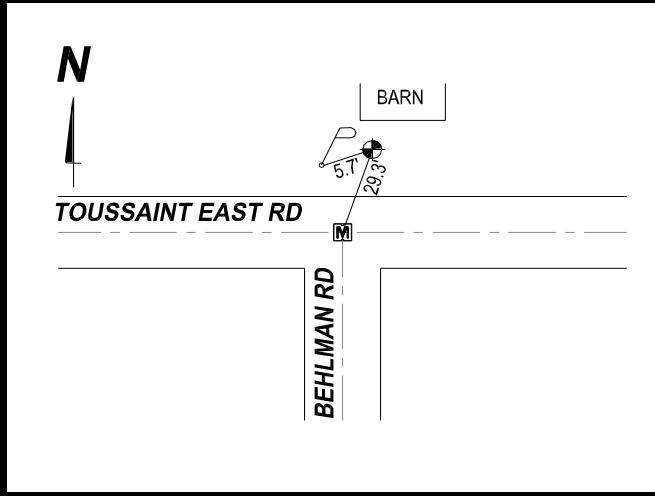 N
BARN
5.7'
29.3'
TOUSSAINT EAST RD
M
BEHLMAN RD